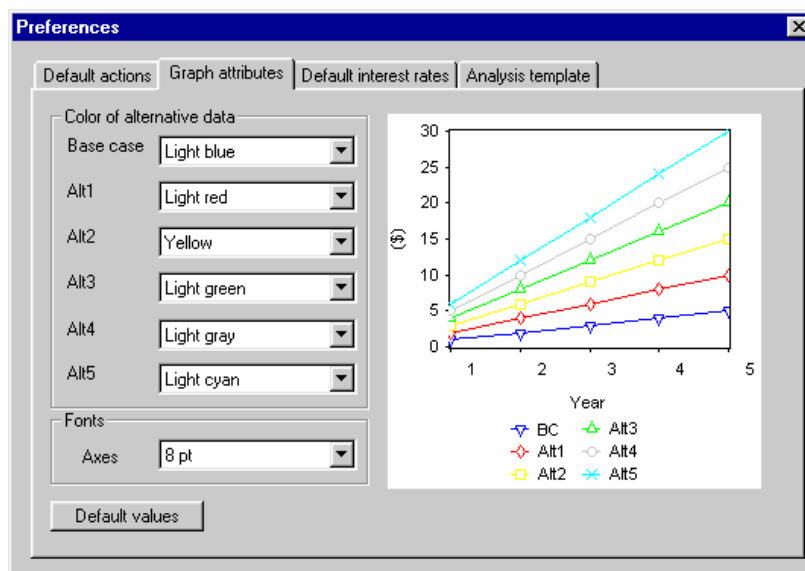 Preferences
Default actions Graph attributes Default interest rates Analysis template
Color of alternative data
Base case Light blue
Alt1 Light red
Alt2 Yellow
Alt3 Light green
Alt4 Light gray
Alt5 Light cyan
Fonts
Axes 8 pt
Default values
30
25
20
15
10
5
0
($)
1 2 3 4 5
Year
BC Alt3
Alt1 Alt4
Alt2 Alt5